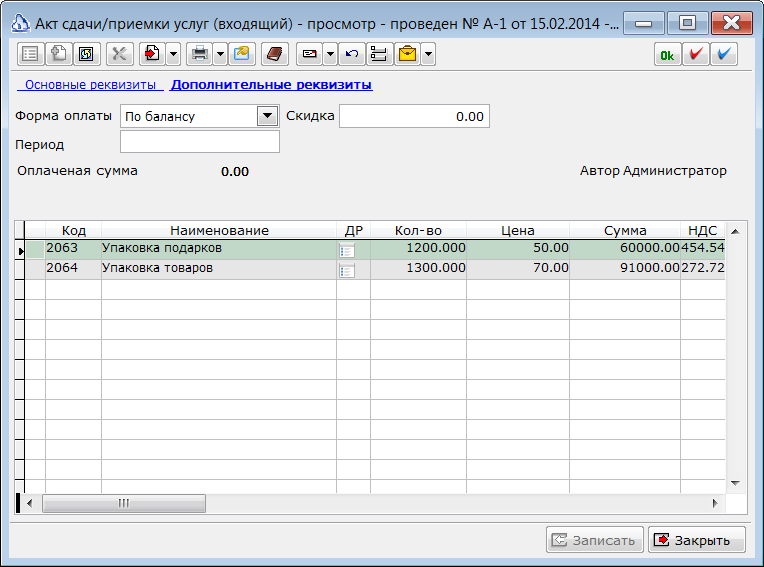 Акт сдачи/приемки услуг (входящий) - просмотр - проведен № А-1 от 15.02.2014 -...
Ok
Основные реквизиты Дополнительные реквизиты
Форма оплаты По балансу Скидка 0.00
Период
Оплаченая сумма 0.00 Автор Администратор
Код Наименование ДР Кол-во Цена Сумма НДС
2063 Упаковка подарков 1200.000 50.00 60000.00 454.54
2064 Упаковка товаров 1300.000 70.00 91000.00 272.72
Записать Закрыть